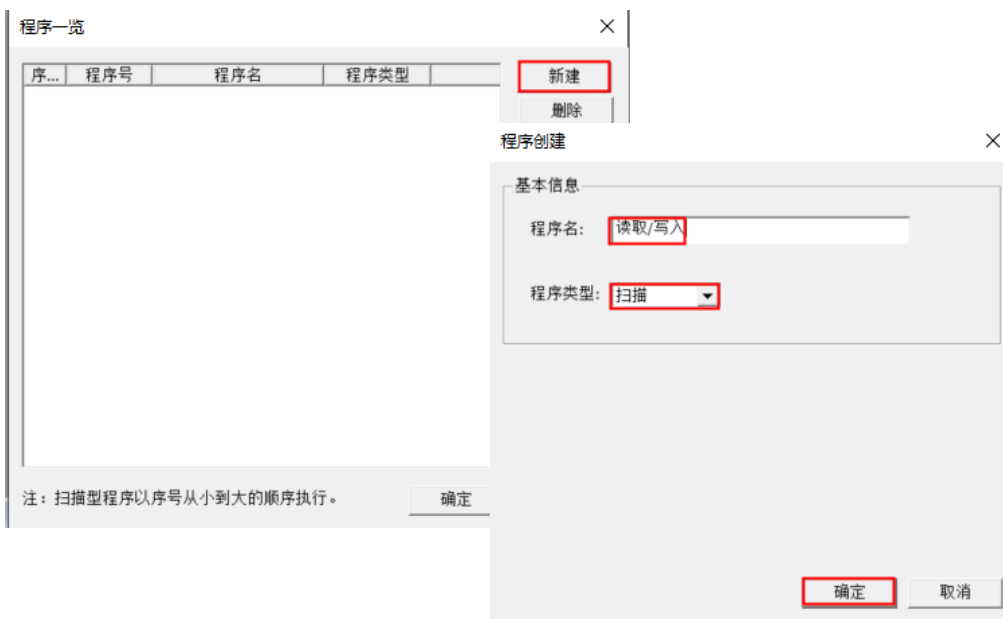 程序一览
序... 程序号 程序名 程序类型
新建
删除
注：扫描型程序以序号从小到大的顺序执行。
确定
程序创建
基本信息
程序名: 读取/写入
程序类型: 扫描
确定 取消